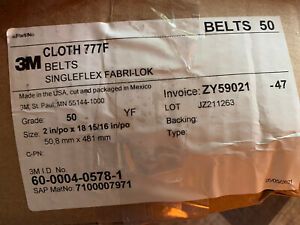 BELTS 50
3M CLOTH 777F
BELTS
SINGLEFLEX FABRI-LOK
Made in the USA, cut and packaged in Mexico
3M, St. Paul, MN 55144-1000
Invoice: ZY59021 -47
LOT JZ211263
Grade: 50 YF
Backing:
Size: 2 in/po x 18 15/16 in/po
Type:
50,8 mm x 481 mm
C-PN:
3M I.D. No.
60-0004-0578-1
SAP MatNo: 7100007971